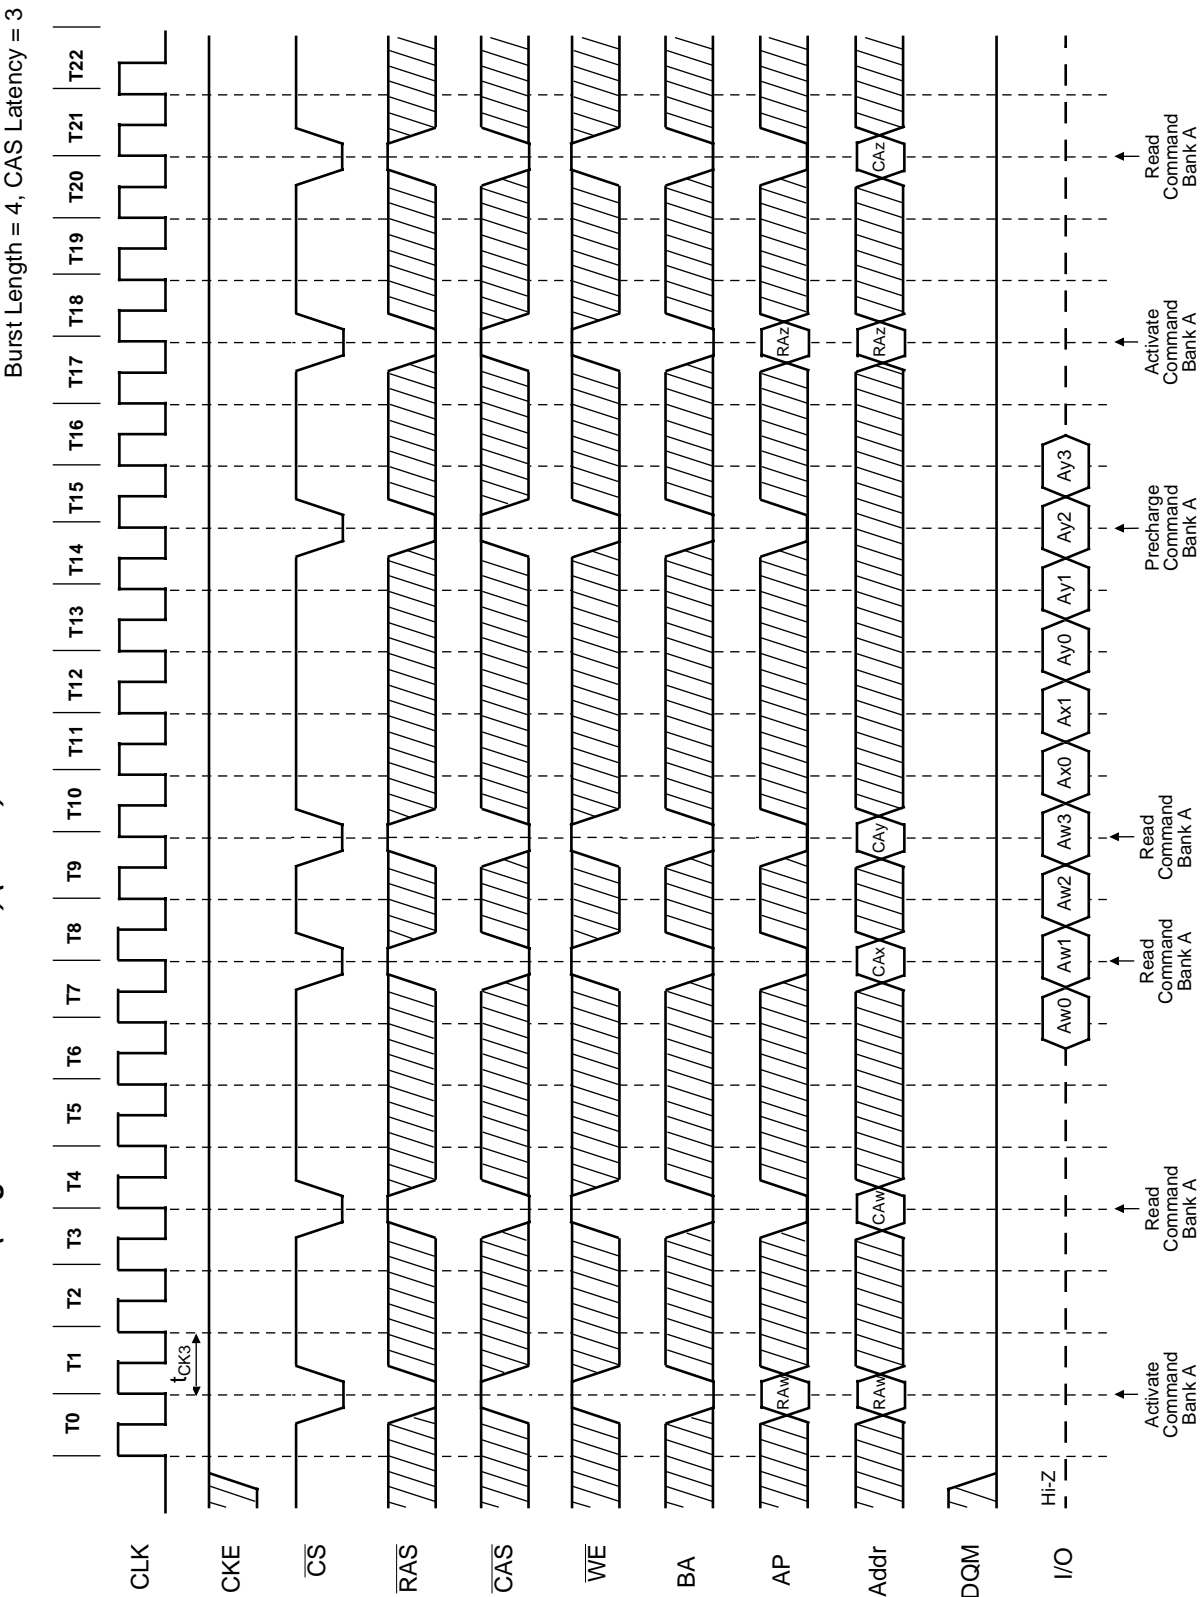 Burst Length = 4, CAS Latency = 3
T0 T1 T2 T3 T4 T5 T6 T7 T8 T9 T10 T11 T12 T13 T14 T15 T16 T17 T18 T19 T20 T21 T22
CLK
tCK3
CKE
CS
RAS
CAS
WE
BA
AP
RAw
RAz
Addr
RAw
CAw
CAx
CAy
RAz
CAz
DQM
I/O
Hi-Z
Aw0
Aw1
Aw2
Aw3
Ax0
Ax1
Ay0
Ay1
Ay2
Ay3
Activate
Command
Bank A
Read
Command
Bank A
Read
Command
Bank A
Read
Command
Bank A
Precharge
Command
Bank A
Activate
Command
Bank A
Read
Command
Bank A